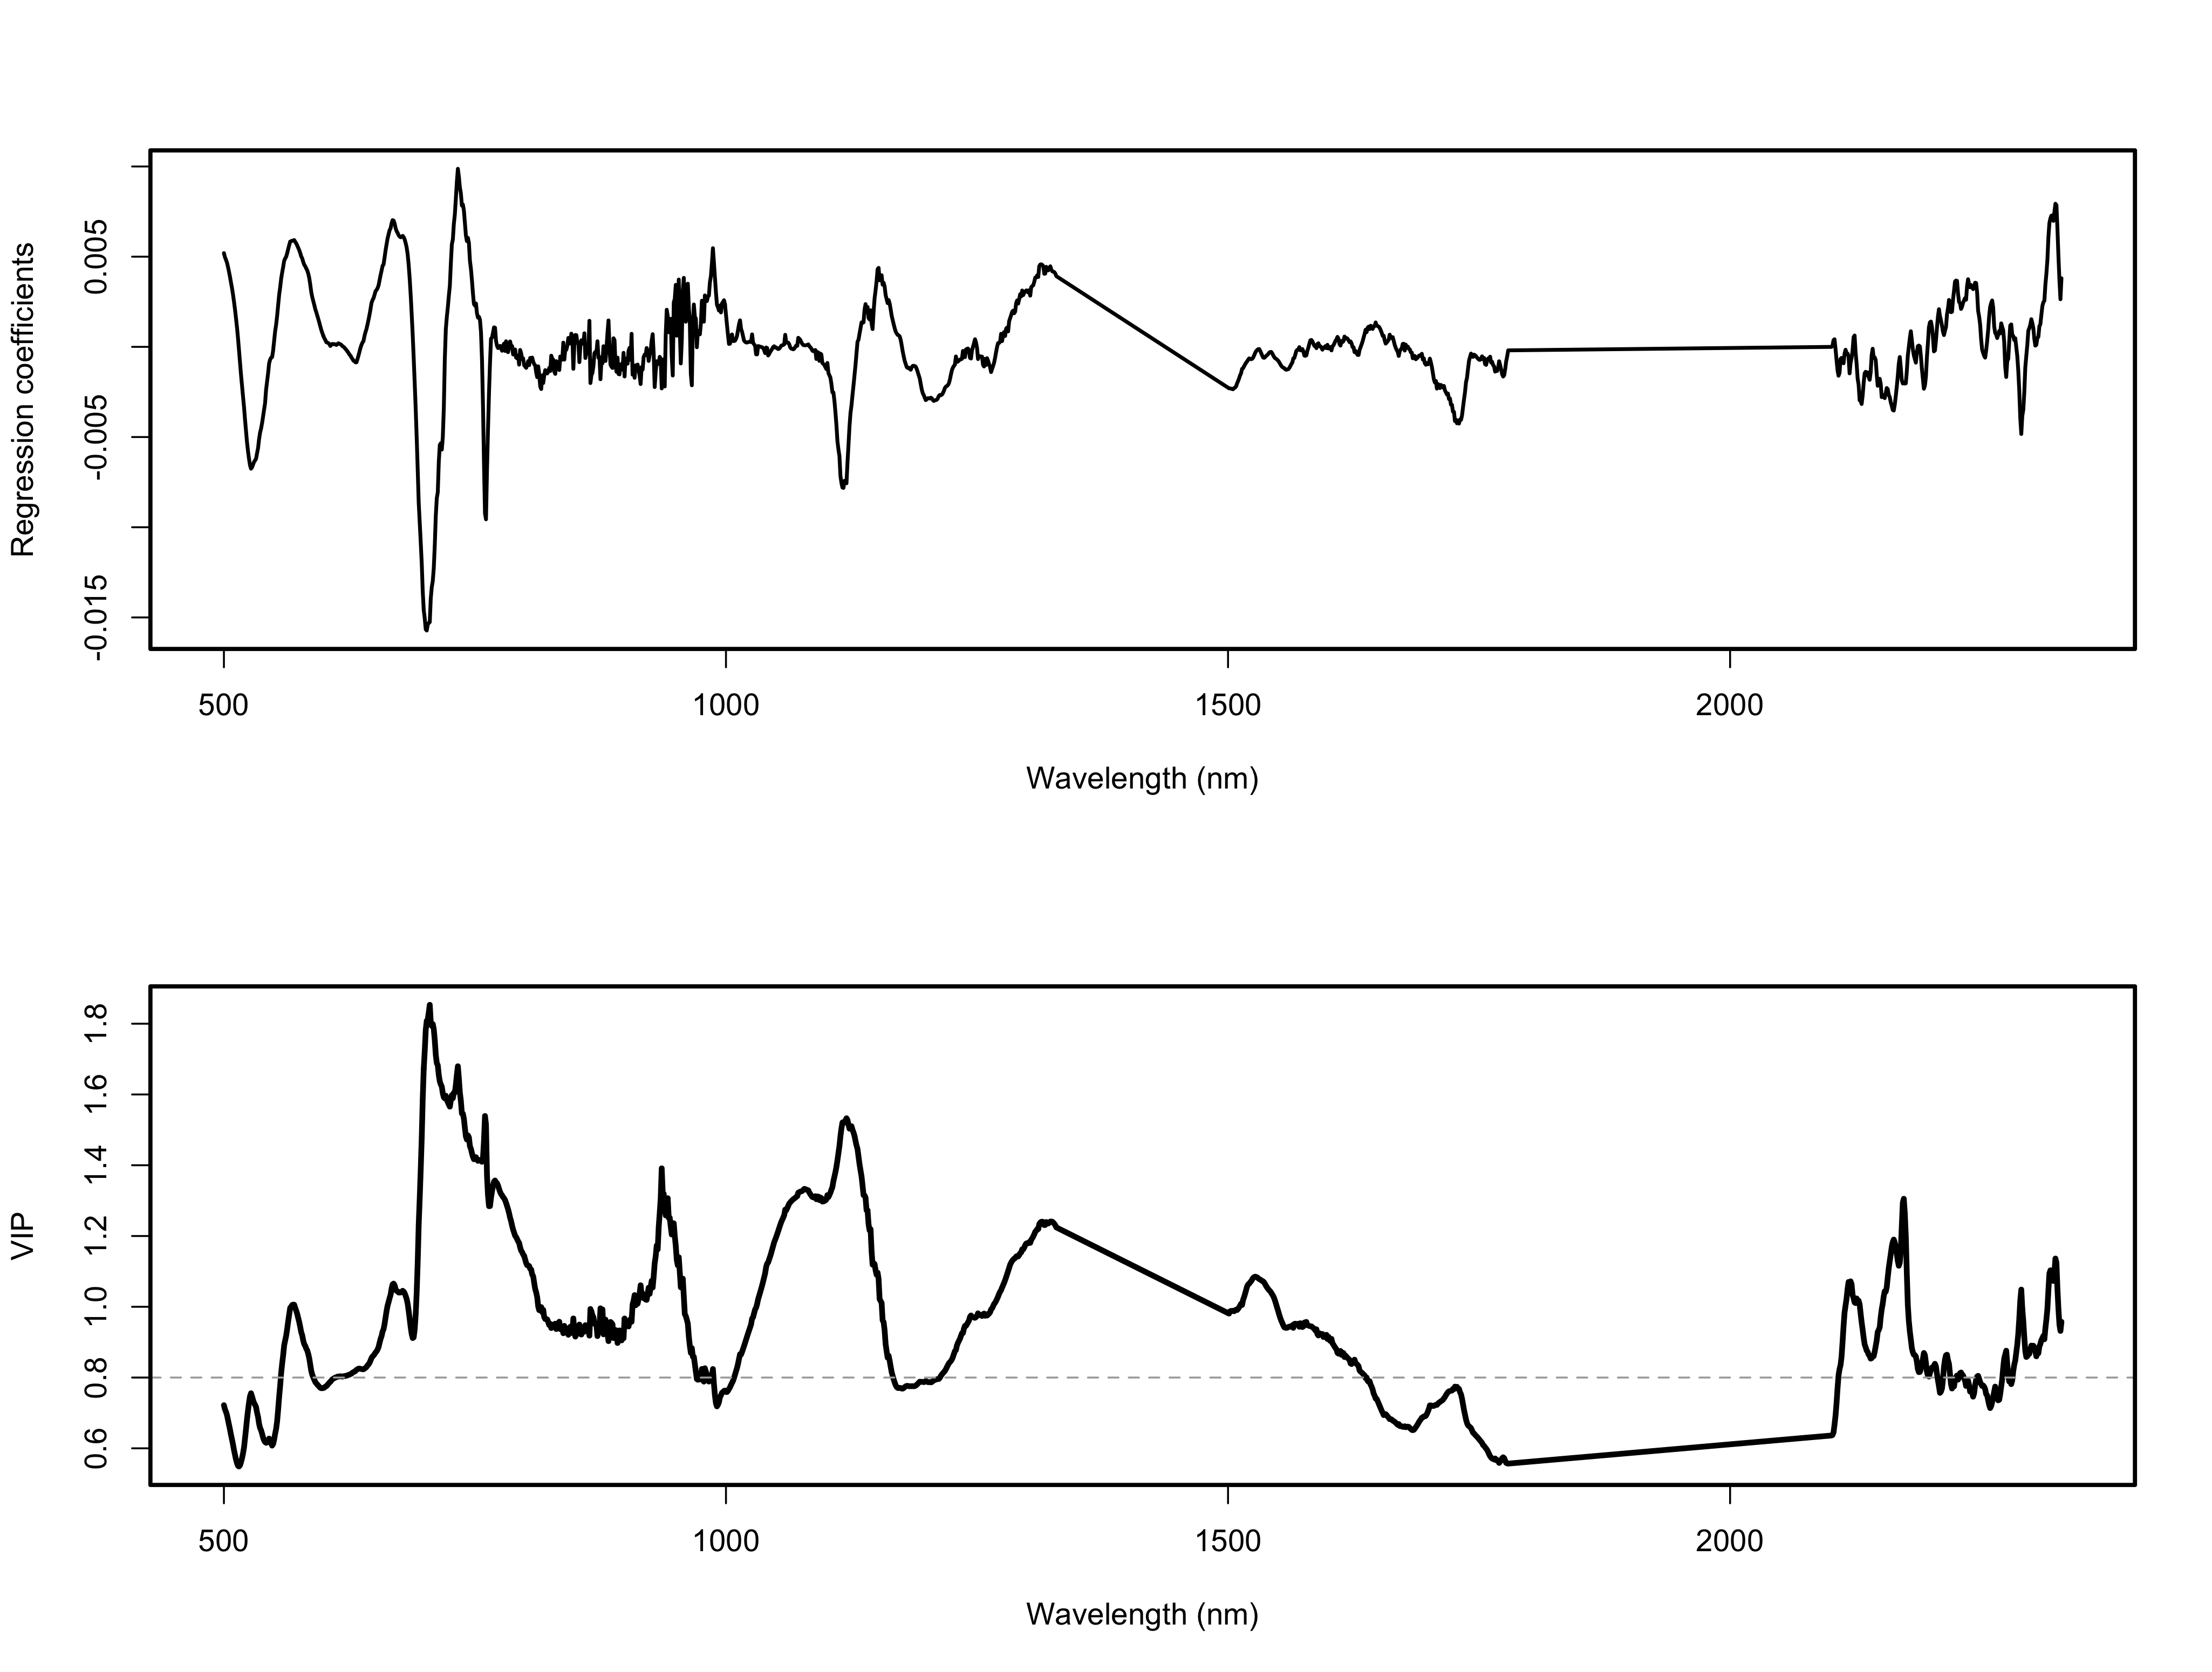 Regression coefficients
0.005
-0.005
-0.015
500 1000 1500 2000
Wavelength (nm)
VIP
1.8
1.6
1.4
1.2
1.0
0.8
0.6
500 1000 1500 2000
Wavelength (nm)